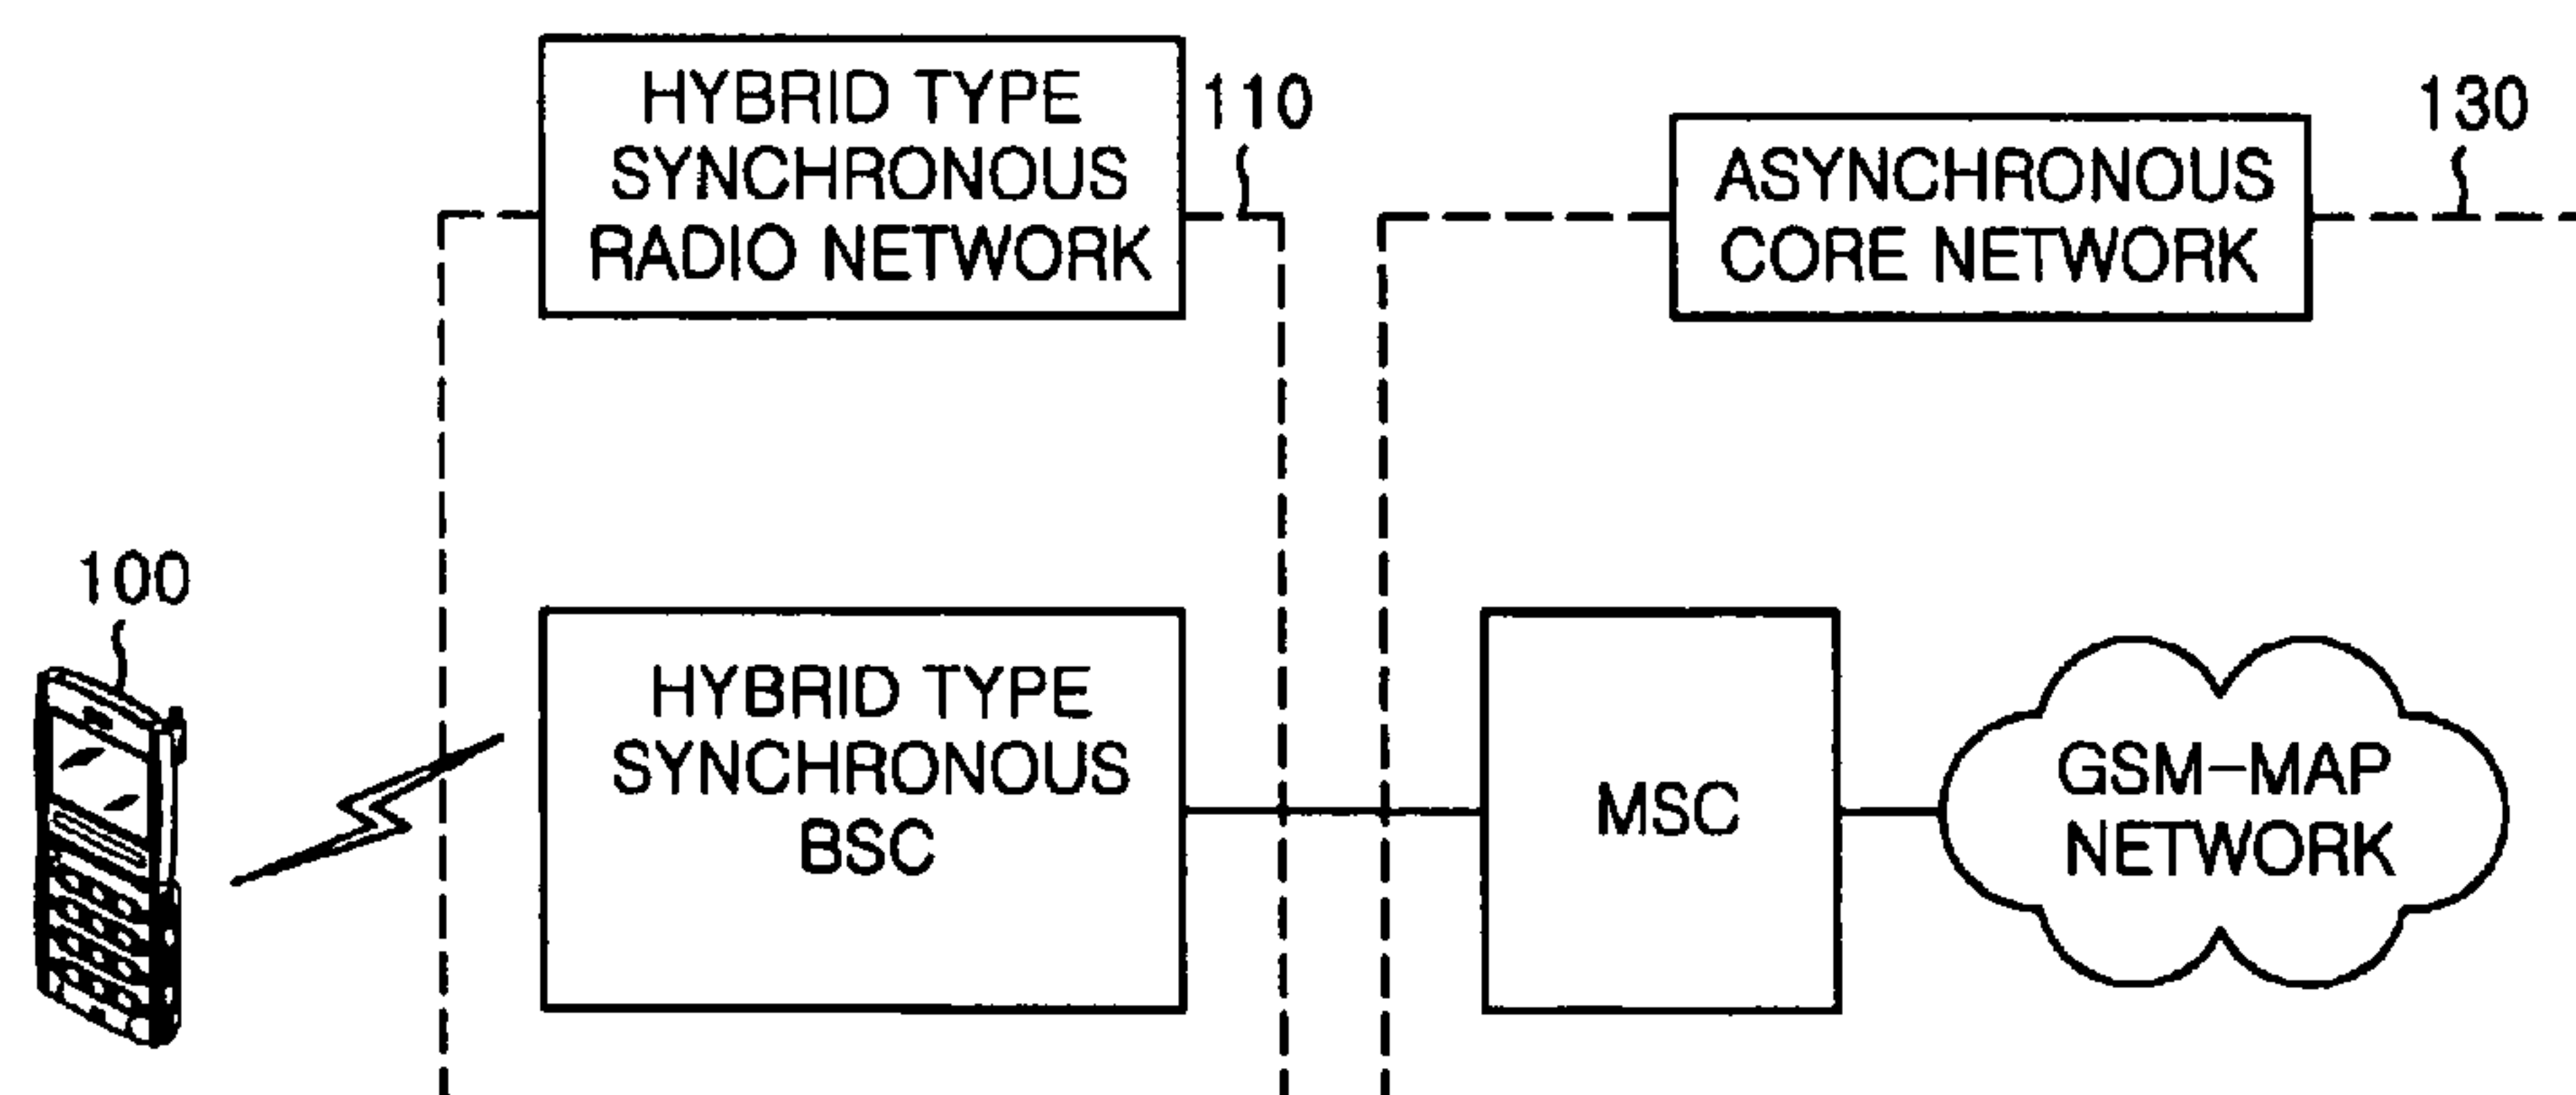 HYBRID TYPE
SYNCHRONOUS
RADIO NETWORK
110
ASYNCHRONOUS
CORE NETWORK
130
100
HYBRID TYPE
SYNCHRONOUS
BSC
MSC
GSM-MAP
NETWORK